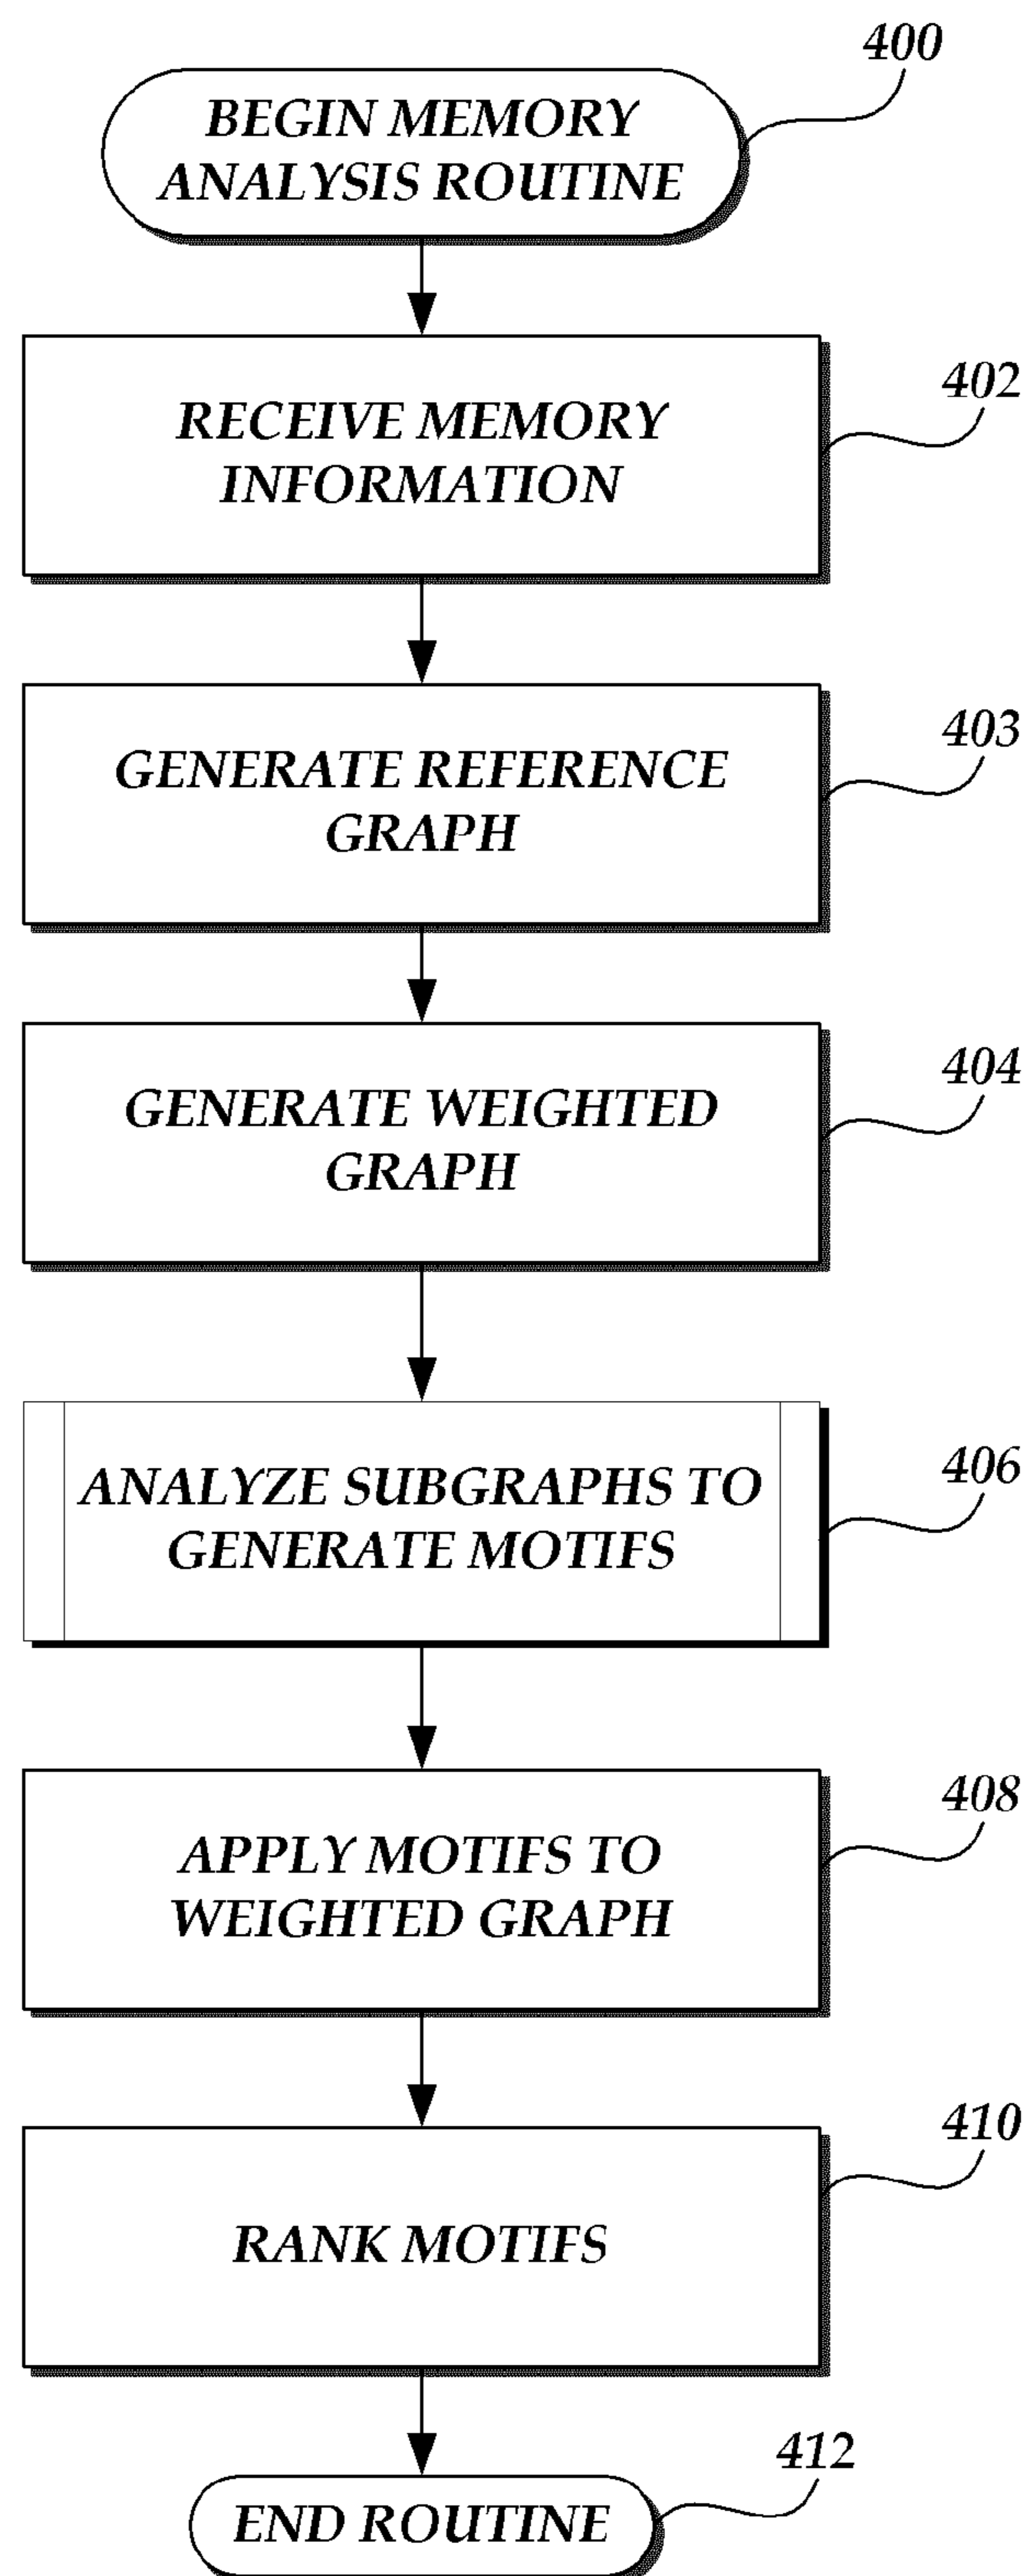 400
BEGIN MEMORY
ANALYSIS ROUTINE
402
RECEIVE MEMORY
INFORMATION
403
GENERATE REFERENCE
GRAPH
404
GENERATE WEIGHTED
GRAPH
406
ANALYZE SUBGRAPHS TO
GENERATE MOTIFS
408
APPLY MOTIFS TO
WEIGHTED GRAPH
410
RANK MOTIFS
412
END ROUTINE